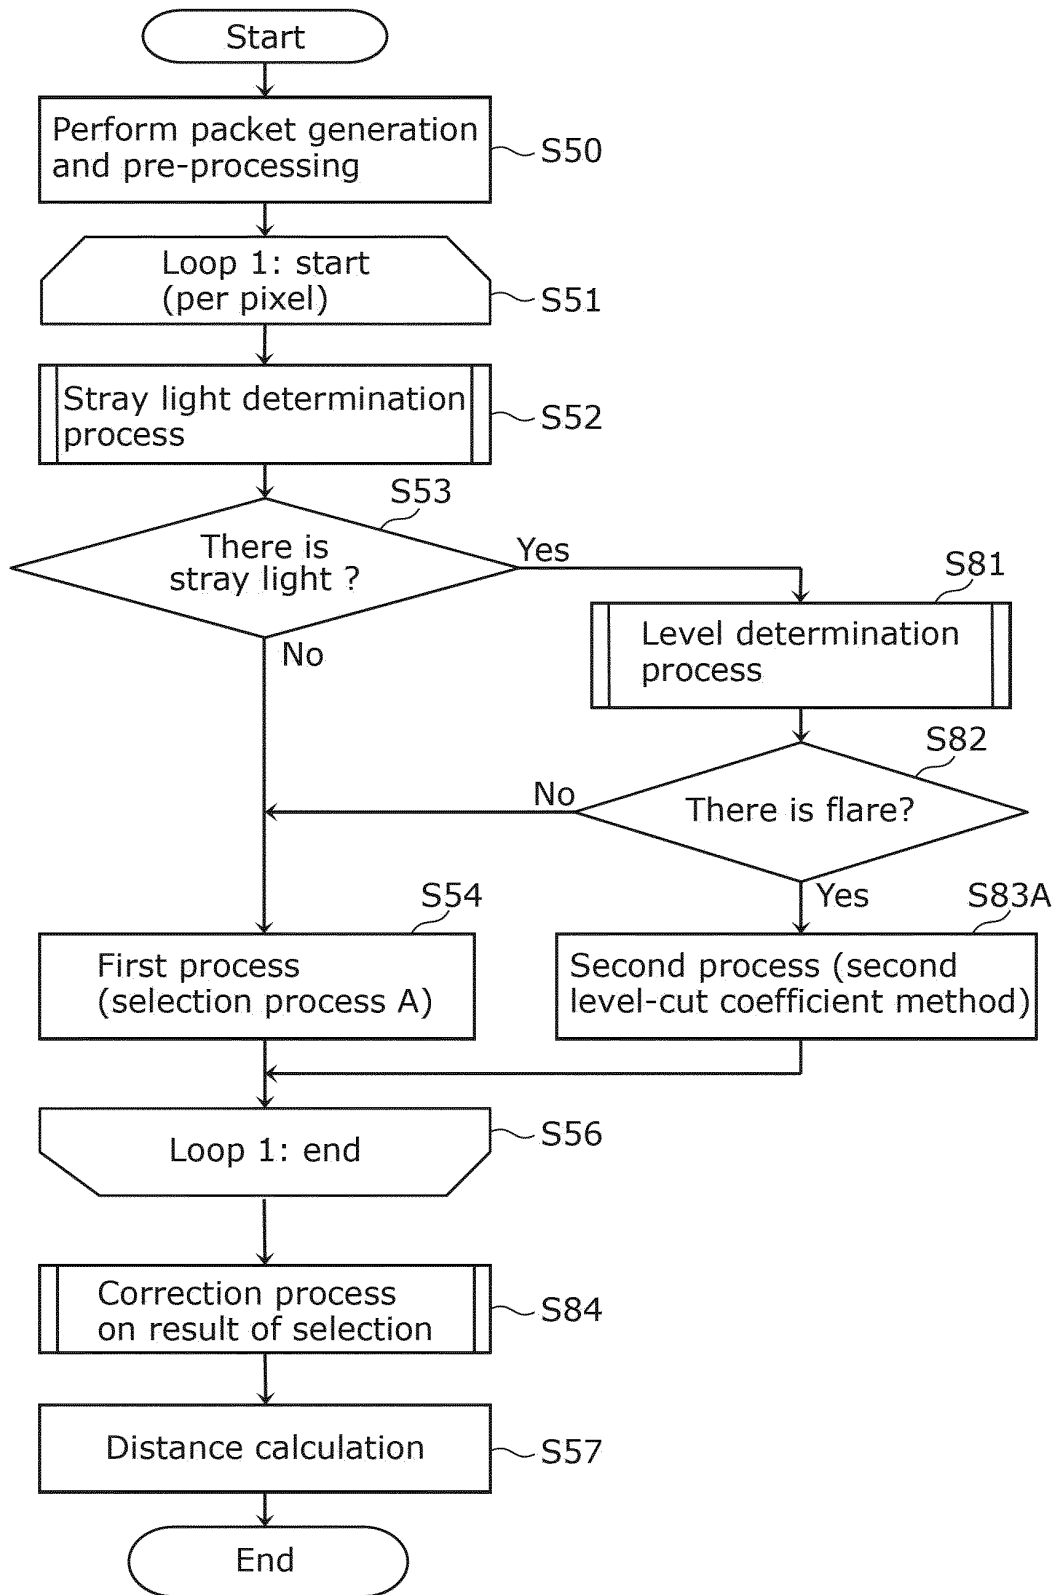 Start
Perform packet generation
and pre-processing
S50
Loop 1: start
(per pixel)
S51
Stray light determination
process
S52
S53
There is
stray light ?
Yes
No
S81
Level determination
process
S82
There is flare?
No
Yes
S54
First process
(selection process A)
S83A
Second process (second
level-cut coefficient method)
Loop 1: end
S56
Correction process
on result of selection
S84
Distance calculation
S57
End